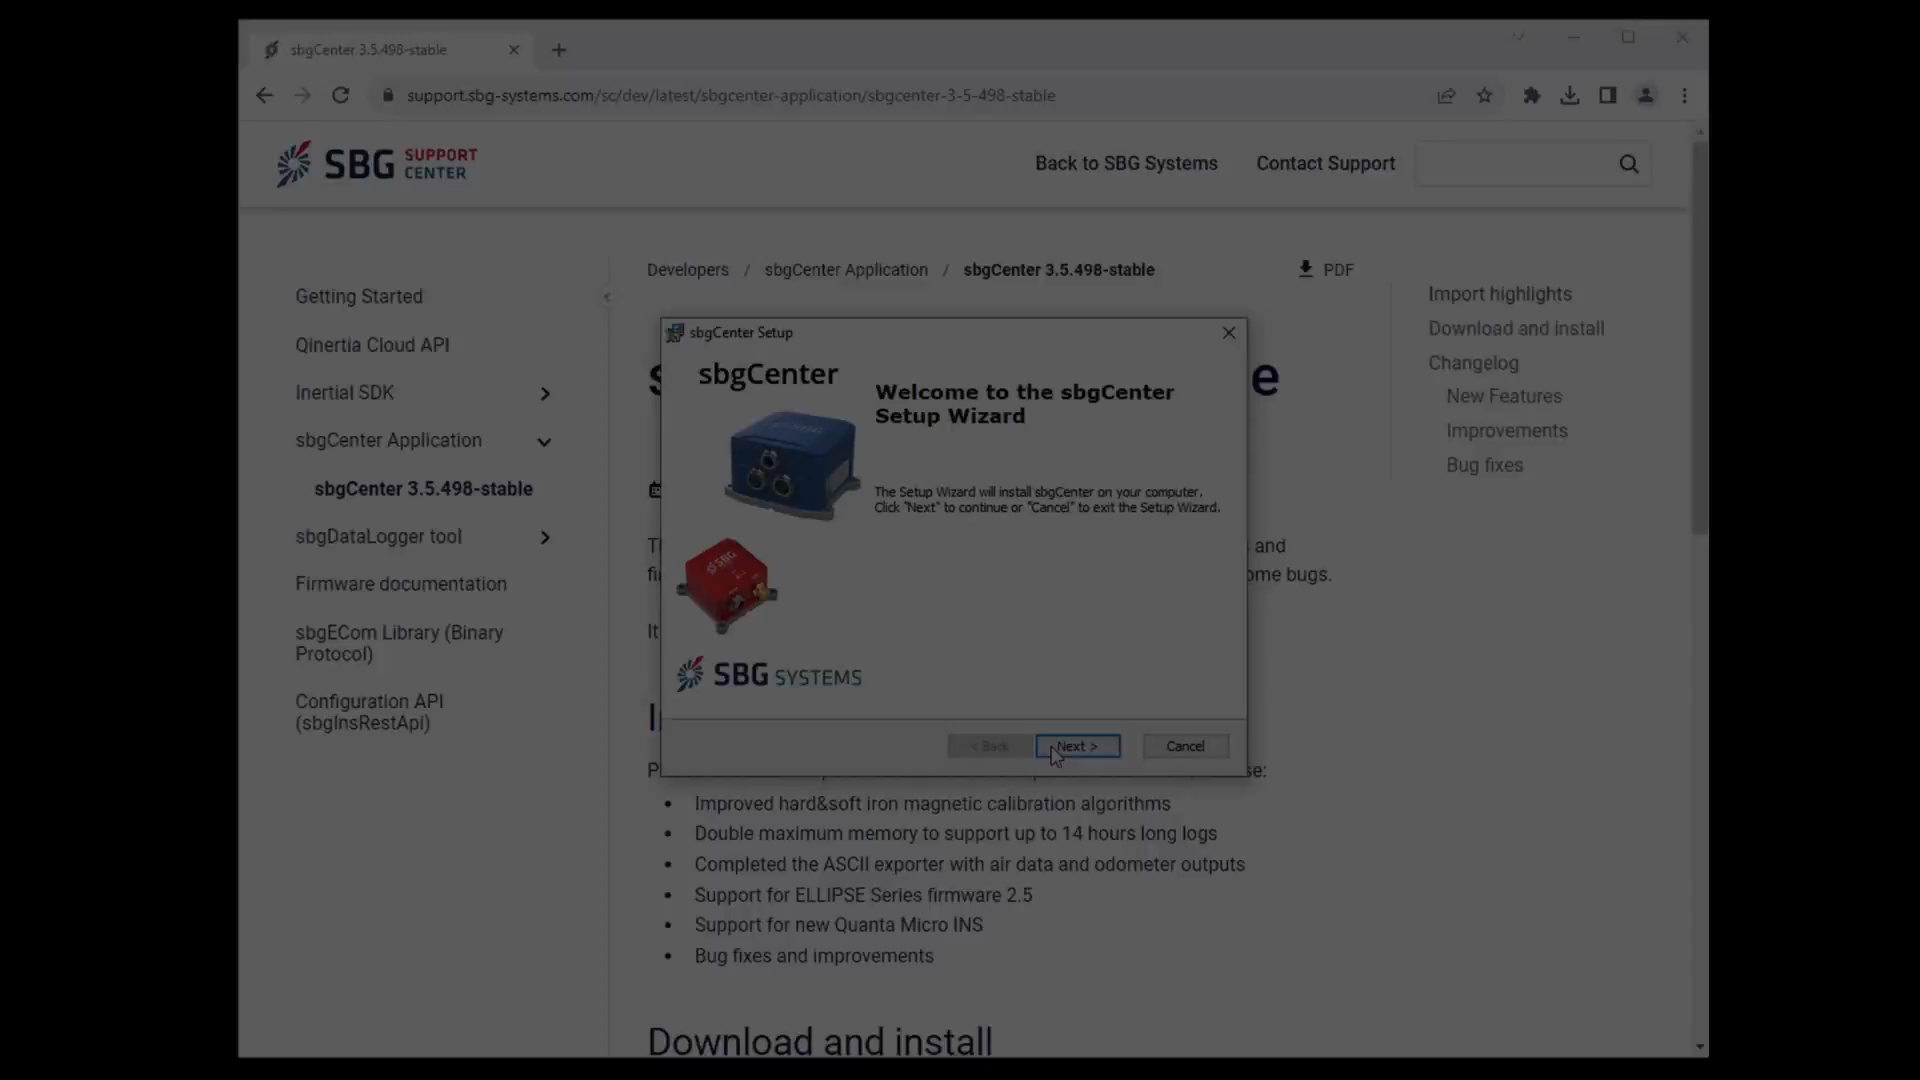 sbgCenter 3.5.498-stable
support.sbg-systems.com/sc/dev/latest/sbgcenter-application/sbgcenter-3-5-498-stable
SBG SUPPORT CENTER
Back to SBG Systems
Contact Support
Getting Started
Qinertia Cloud API
Inertial SDK
sbgCenter Application
sbgCenter 3.5.498-stable
sbgDataLogger tool
Firmware documentation
sbgECom Library (Binary
Protocol)
Configuration API
(sbgInsRestApi)
Developers / sbgCenter Application / sbgCenter 3.5.498-stable
PDF
Import highlights
Download and install
Changelog
New Features
Improvements
Bug fixes
sbgCenter Setup
sbgCenter
Welcome to the sbgCenter
Setup Wizard
The Setup Wizard will install sbgCenter on your computer.
Click "Next" to continue or "Cancel" to exit the Setup Wizard.
SBG
SBG
SBG SYSTEMS
< Back
Next >
Cancel
and
ome bugs.
It
Improved hard&soft iron magnetic calibration algorithms
Double maximum memory to support up to 14 hours long logs
Completed the ASCII exporter with air data and odometer outputs
Support for ELLIPSE Series firmware 2.5
Support for new Quanta Micro INS
Bug fixes and improvements
Download and install